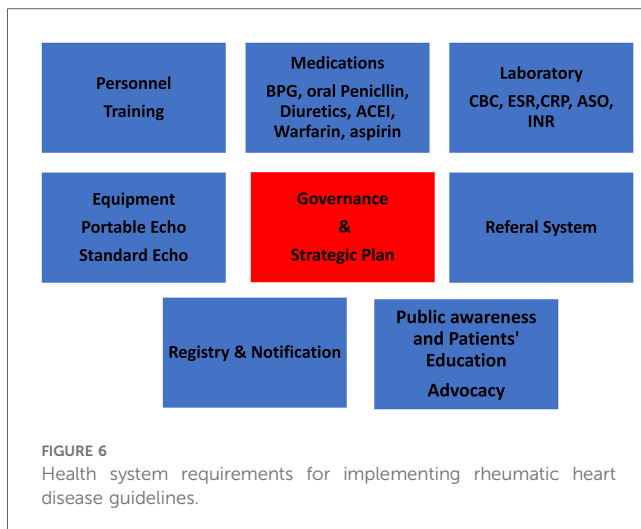 Personnel
Training
Medications
BPG, oral Penicllin,
Diuretics, ACEI,
Warfarin, aspirin
Laboratory
CBC, ESR,CRP, ASO,
INR
Equipment
Portable Echo
Standard Echo
Governance
&
Strategic Plan
Referal System
Registry & Notification
Public awareness
and Patients'
Education
Advocacy
FIGURE 6
Health system requirements for implementing rheumatic heart
disease guidelines.